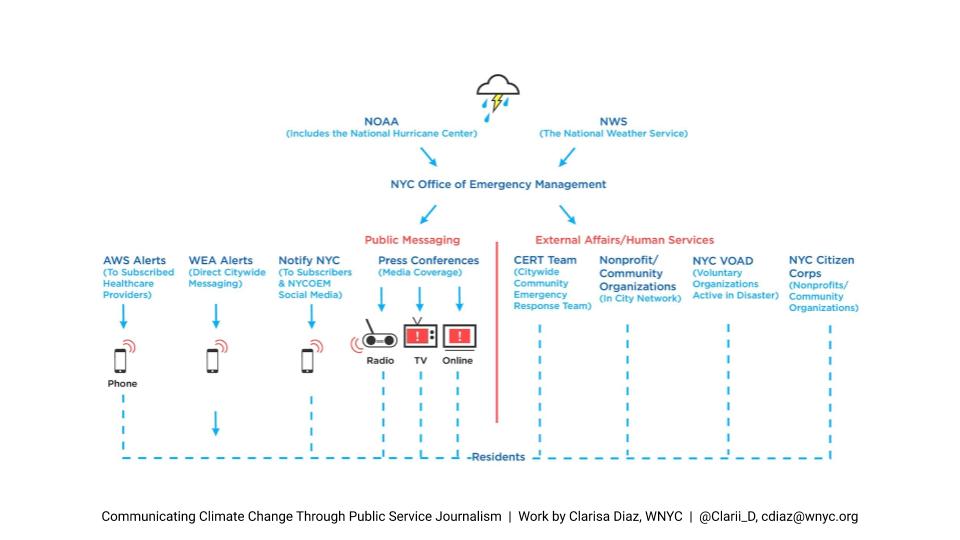 NOAA
(Includes the National Hurricane Center)
NWS
(The National Weather Service)
NYC Office of Emergency Management
Public Messaging
External Affairs/Human Services
AWS Alerts
(To Subscribed
Healthcare
Providers)
WEA Alerts
(Direct Citywide
Messaging)
Notify NYC
(To Subscribers
& NYCOEM
Social Media)
Press Conferences
(Media Coverage)
CERT Team
(Citywide
Community
Emergency
Response Team)
Nonprofit/
Community
Organizations
(In City Network)
NYC VOAD
(Voluntary
Organizations
Active in Disaster)
NYC Citizen
Corps
(Nonprofits/
Community
Organizations)
!
!
Radio
TV
Online
Phone
Residents
Communicating Climate Change Through Public Service Journalism | Work by Clarisa Diaz, WNYC | @Clarii_D, cdiaz@wnyc.org